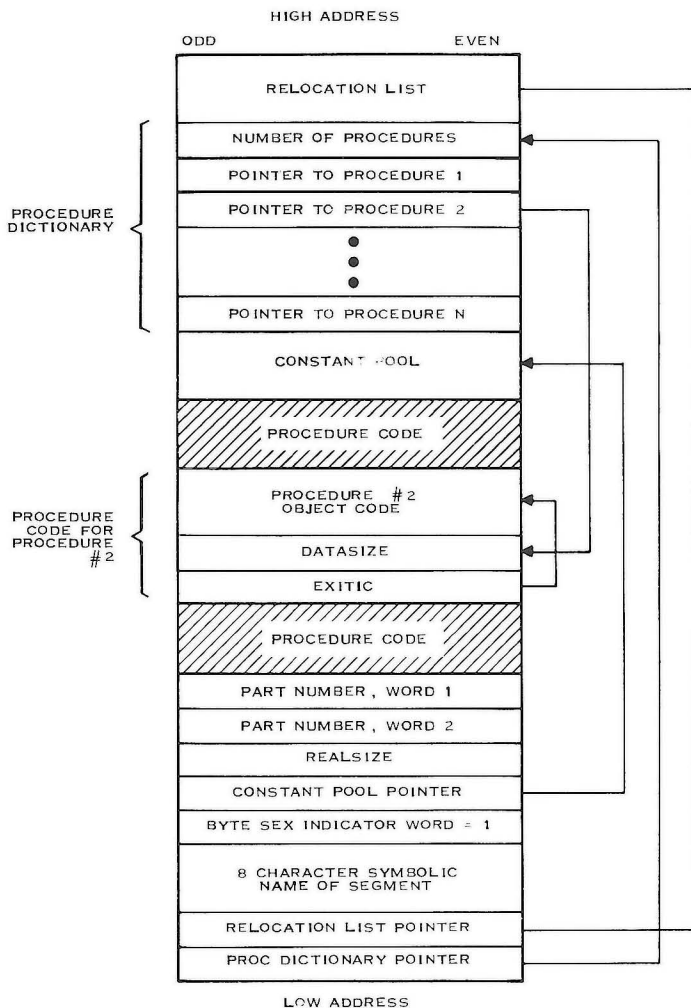 HIGH ADDRESS
ODD EVEN
RELOCATION LIST
NUMBER OF PROCEDURES
POINTER TO PROCEDURE 1
POINTER TO PROCEDURE 2
PROCEDURE
DICTIONARY
POINTER TO PROCEDURE N
CONSTANT POOL
PROCEDURE CODE
PROCEDURE #2
OBJECT CODE
DATASIZE
EXITIC
PROCEDURE
CODE FOR
PROCEDURE
#2
PROCEDURE CODE
PART NUMBER, WORD 1
PART NUMBER, WORD 2
REALSIZE
CONSTANT POOL POINTER
BYTE SEX INDICATOR WORD = 1
8 CHARACTER SYMBOLIC
NAME OF SEGMENT
RELOCATION LIST POINTER
PROC DICTIONARY POINTER
LOW ADDRESS